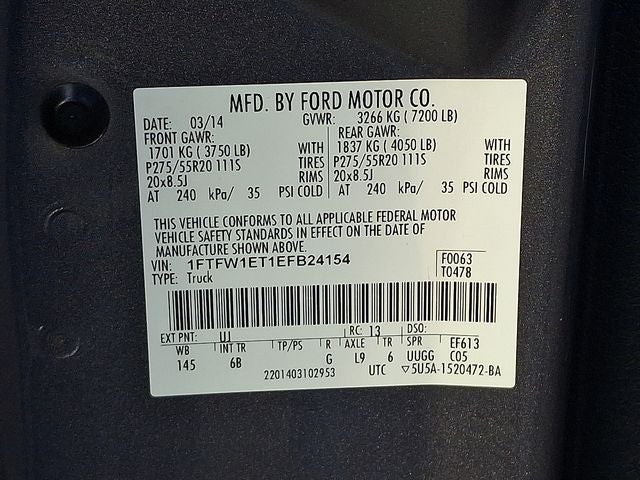 MFD. BY FORD MOTOR CO.
DATE: 03/14 GVWR: 3266 KG ( 7200 LB)
FRONT GAWR: REAR GAWR:
1701 KG ( 3750 LB) WITH 1837 KG ( 4050 LB) WITH
P275/55R20 111S TIRES P275/55R20 111S TIRES
20x8.5J RIMS 20x8.5J RIMS
AT 240 kPa/ 35 PSI COLD AT 240 kPa/ 35 PSI COLD
THIS VEHICLE CONFORMS TO ALL APPLICABLE FEDERAL MOTOR
VEHICLE SAFETY STANDARDS IN EFFECT ON THE DATE OF
MANUFACTURE SHOWN ABOVE.
VIN: 1FTFW1ET1EFB24154 F0063
TYPE: Truck T0478
EXT PNT: UJ RC: 13 DSO:
WB INT TR TP/PS R AXLE TR SPR EF613
145 6B G L9 6 UUGG C05
2201403102953 UTC ▽5U5A-1520472-BA